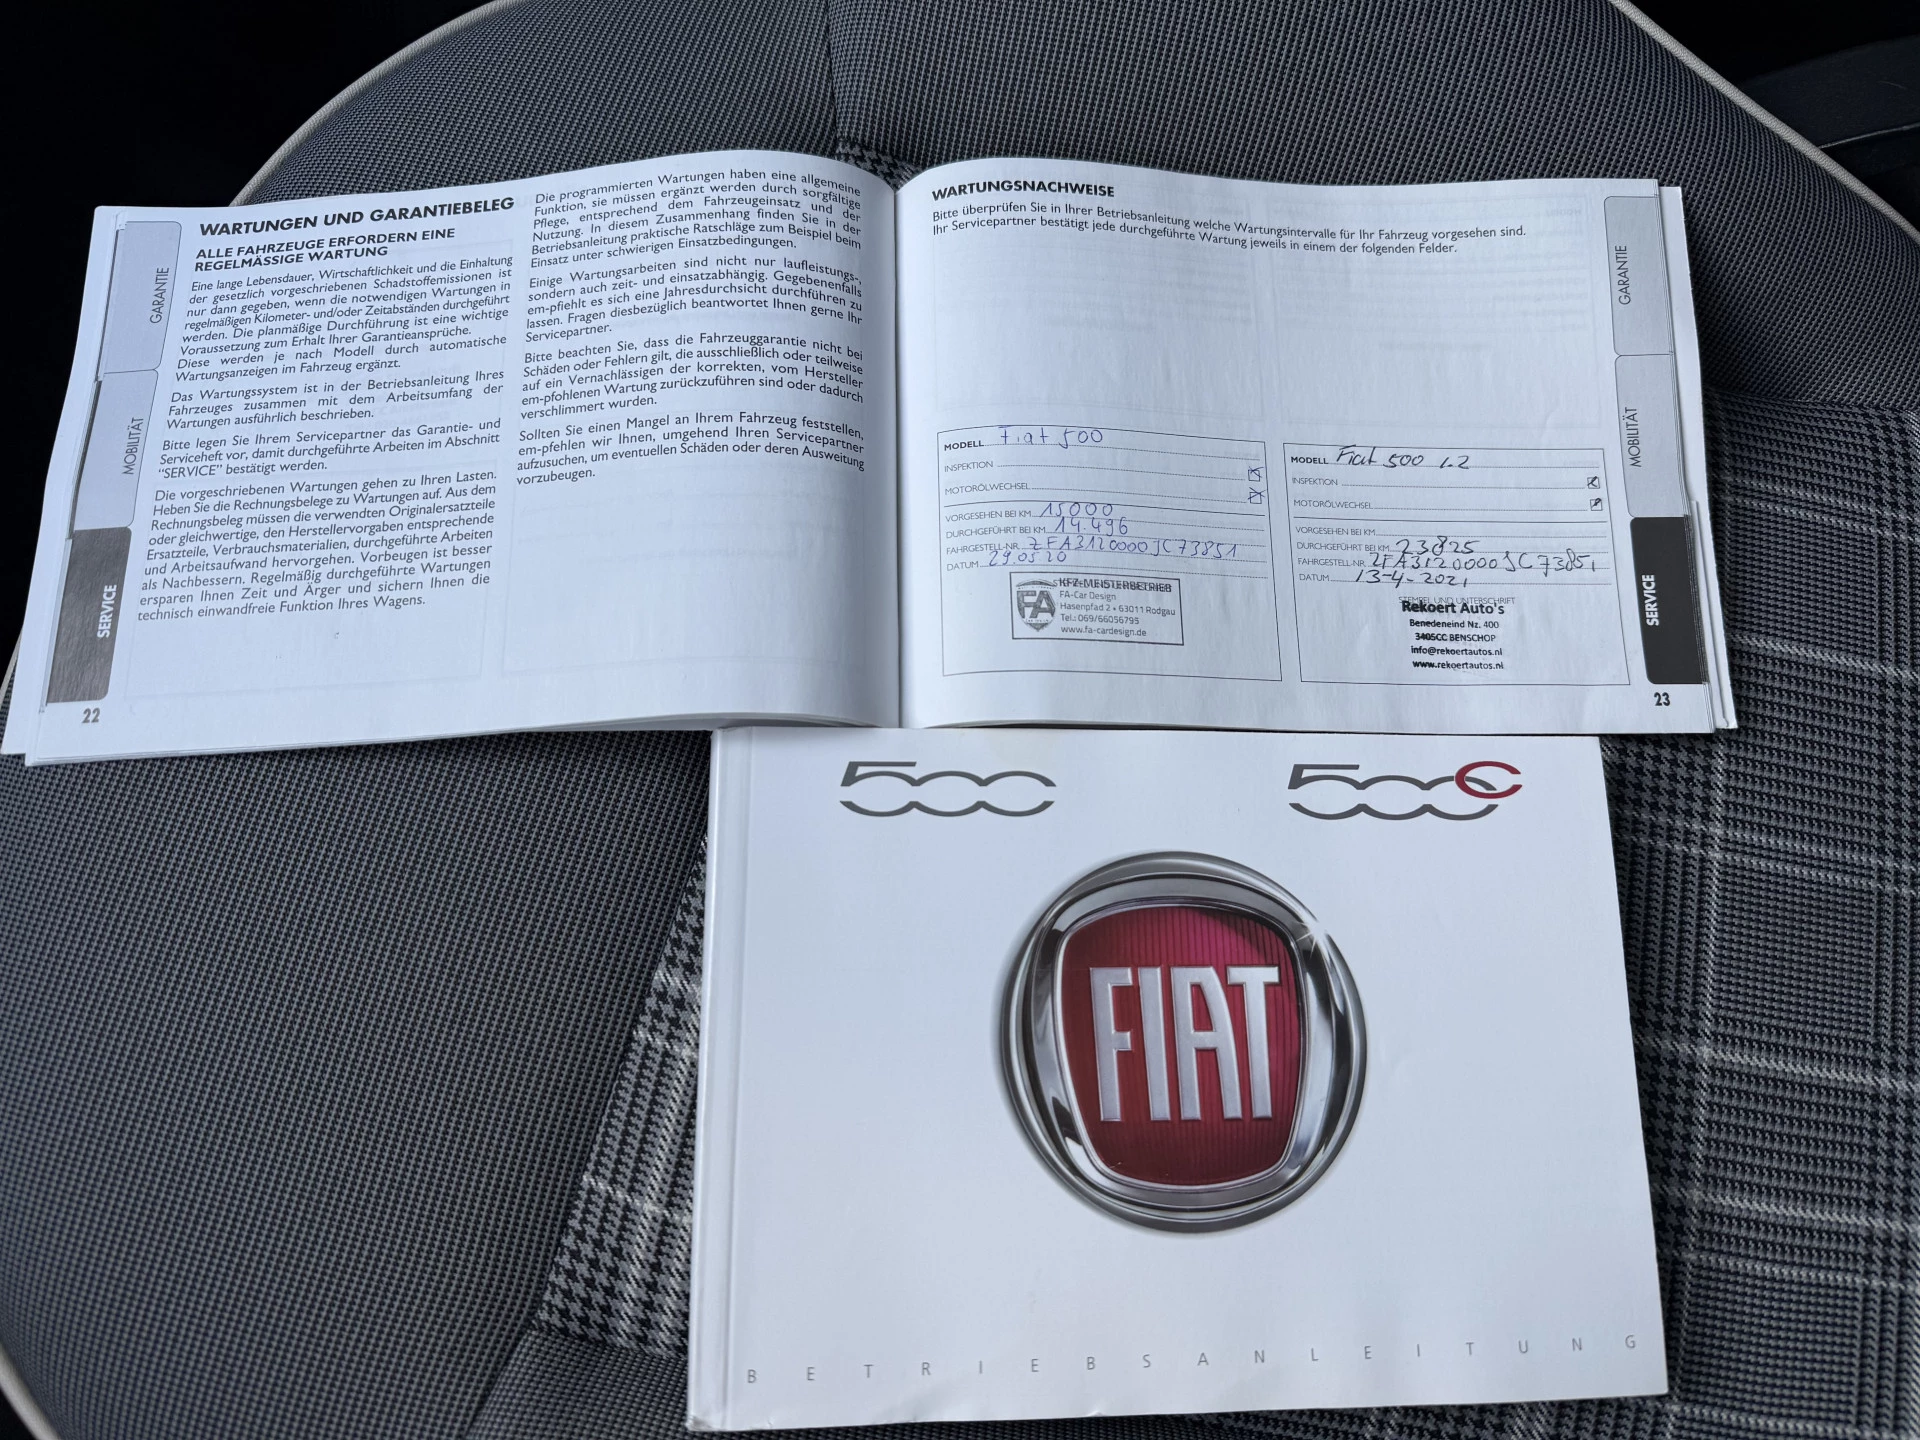 WARTUNGEN UND GARANTIEBELEG
ALLE FAHRZEUGE ERFORDERN EINE
REGELMÄSSIGE WARTUNG
Eine lange Lebensdauer, Wirtschaftlichkeit und die Einhaltung
der gesetzlich vorgeschriebenen Schadstoffemissionen ist
nur dann gegeben, wenn die notwendigen Wartungen in
regelmäßigen Kilometer- und/oder Zeitabständen durchgeführt
werden. Die planmäßige Durchführung ist eine wichtige
Voraussetzung zum Erhalt Ihrer Garantieansprüche.
Diese werden je nach Modell durch automatische
Wartungsanzeigen im Fahrzeug ergänzt.
Das Wartungssystem ist in der Betriebsanleitung Ihres
Fahrzeuges zusammen mit dem Arbeitsumfang der
Wartungen ausführlich beschrieben.
Bitte legen Sie Ihrem Servicepartner das Garantie- und
Serviceheft vor, damit durchgeführte Arbeiten im Abschnitt
"SERVICE" bestätigt werden.
Die vorgeschriebenen Wartungen gehen zu Ihren Lasten.
Heben Sie die Rechnungsbelege zu Wartungen auf. Aus dem
Rechnungsbeleg müssen die verwendeten Originalersatzteile
oder gleichwertige, den Herstellervorgaben entsprechende
Ersatzteile, Verbrauchsmaterialien, durchgeführte Arbeiten
und Arbeitsaufwand hervorgehen. Vorbeugen ist besser
als Nachbessern. Regelmäßig durchgeführte Wartungen
ersparen Ihnen Zeit und Ärger und sichern Ihnen die
technisch einwandfreie Funktion Ihres Wagens.
Die programmierten Wartungen haben eine allgemeine
Funktion, sie müssen ergänzt werden durch sorgfältige
Pflege, entsprechend dem Fahrzeugeinsatz und der
Nutzung. In diesem Zusammenhang finden Sie in der
Betriebsanleitung praktische Ratschläge zum Beispiel beim
Einsatz unter schwierigen Einsatzbedingungen.
Einige Wartungsarbeiten sind nicht nur laufleistungs-,
sondern auch zeit- und einsatzabhängig. Gegebenenfalls
em-pfiehlt es sich eine Jahresdurchsicht durchführen zu
lassen. Fragen diesbezüglich beantwortet Ihnen gerne Ihr
Servicepartner.
Bitte beachten Sie, dass die Fahrzeuggarantie nicht bei
Schäden oder Fehlern gilt, die ausschließlich oder teilweise
auf ein Vernachlässigen der korrekten, vom Hersteller
em-pfohlenen Wartung zurückzuführen sind oder dadurch
verschlimmert wurden.
Sollten Sie einen Mangel an Ihrem Fahrzeug feststellen,
em-pfehlen wir Ihnen, umgehend Ihren Servicepartner
aufzusuchen, um eventuellen Schäden oder deren Ausweitung
vorzubeugen.
GARANTIE
MOBILITÄT
SERVICE
22
WARTUNGSNACHWEISE
Bitte überprüfen Sie in Ihrer Betriebsanleitung welche Wartungsintervalle für Ihr Fahrzeug vorgesehen sind.
Ihr Servicepartner bestätigt jede durchgeführte Wartung jeweils in einem der folgenden Felder.
MODELL Fiat 500
INSPEKTION
MOTORÖLWECHSEL
VORGESEHEN BEI KM 15000
DURCHGEFÜHRT BEI KM 14.496
FAHRGESTELL-NR. ZFA3120000JC73851
DATUM 29.05 20
KFZ-MEISTERBETRIEB
FA
FA-Car Design
Hasenpfad 2 • 63011 Rodgau
Tel.: 069/66056795
www.fa-cardesign.de
MODELL Fiat 500 1.2
INSPEKTION
MOTORÖLWECHSEL
VORGESEHEN BEI KM
DURCHGEFÜHRT BEI KM 23825
FAHRGESTELL-NR. ZFA3120000JC73851
DATUM 13-4-2021
STEMPEL UND UNTERSCHRIFT
Rekoert Auto's
Benedeneind Nz. 400
3405CC BENSCHOP
info@rekoertautos.nl
www.rekoertautos.nl
GARANTIE
MOBILITÄT
SERVICE
23
500
500C
FIAT
BETRIEBSANLEITUNG